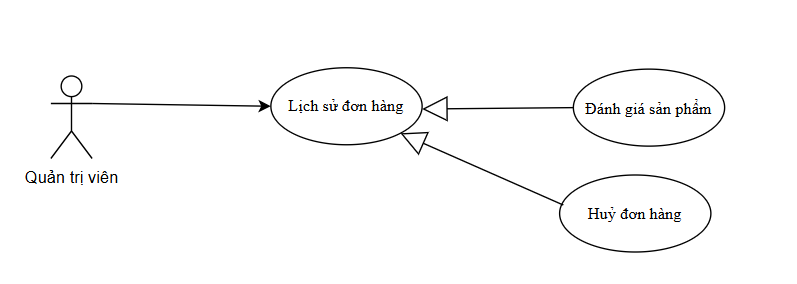 Lịch sử đơn hàng
Đánh giá sản phẩm
Quản trị viên
Huỷ đơn hàng